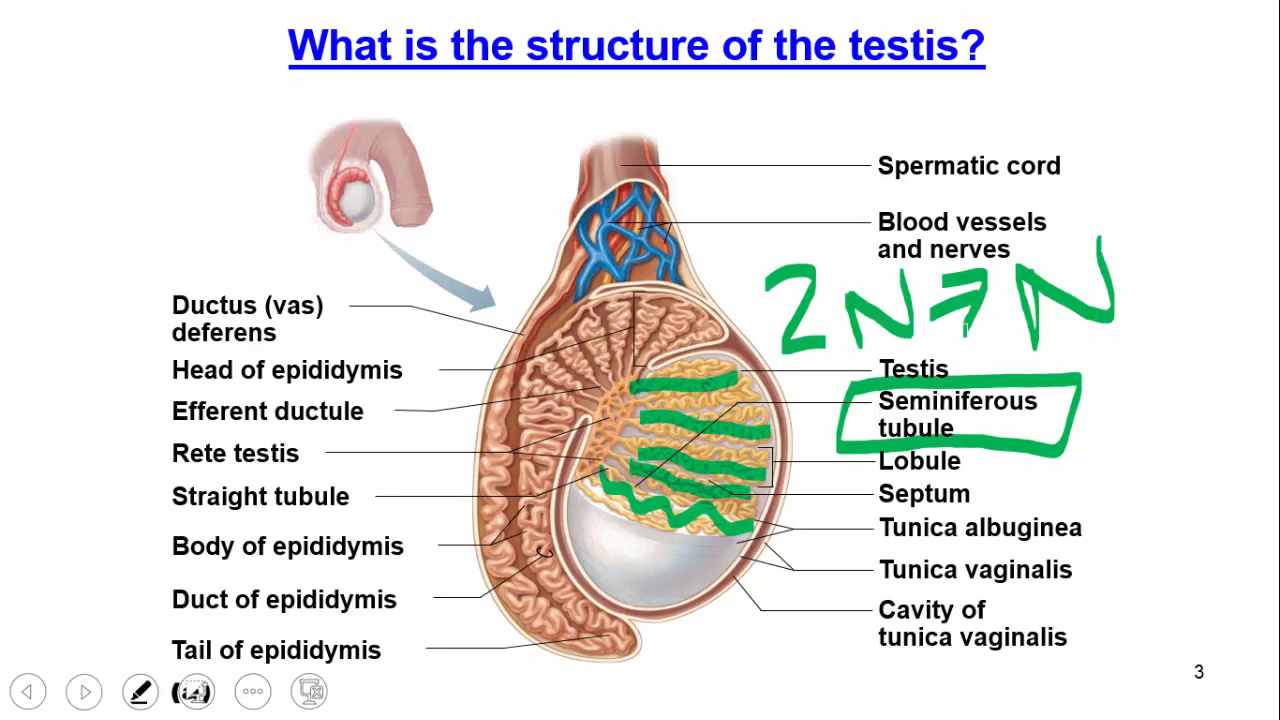 What is the structure of the testis?
Spermatic cord
Blood vessels
and nerves
2N→N
Ductus (vas)
deferens
Head of epididymis
Efferent ductule
Rete testis
Straight tubule
Body of epididymis
Duct of epididymis
Tail of epididymis
Testis
Seminiferous
tubule
Lobule
Septum
Tunica albuginea
Tunica vaginalis
Cavity of
tunica vaginalis
3